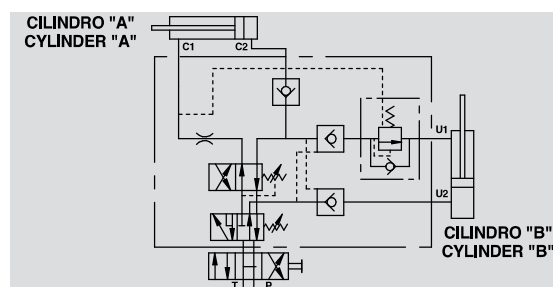 CILINDRO "A"
CYLINDER "A"
C1 C2
U1
U2
CILINDRO "B"
CYLINDER "B"
T P